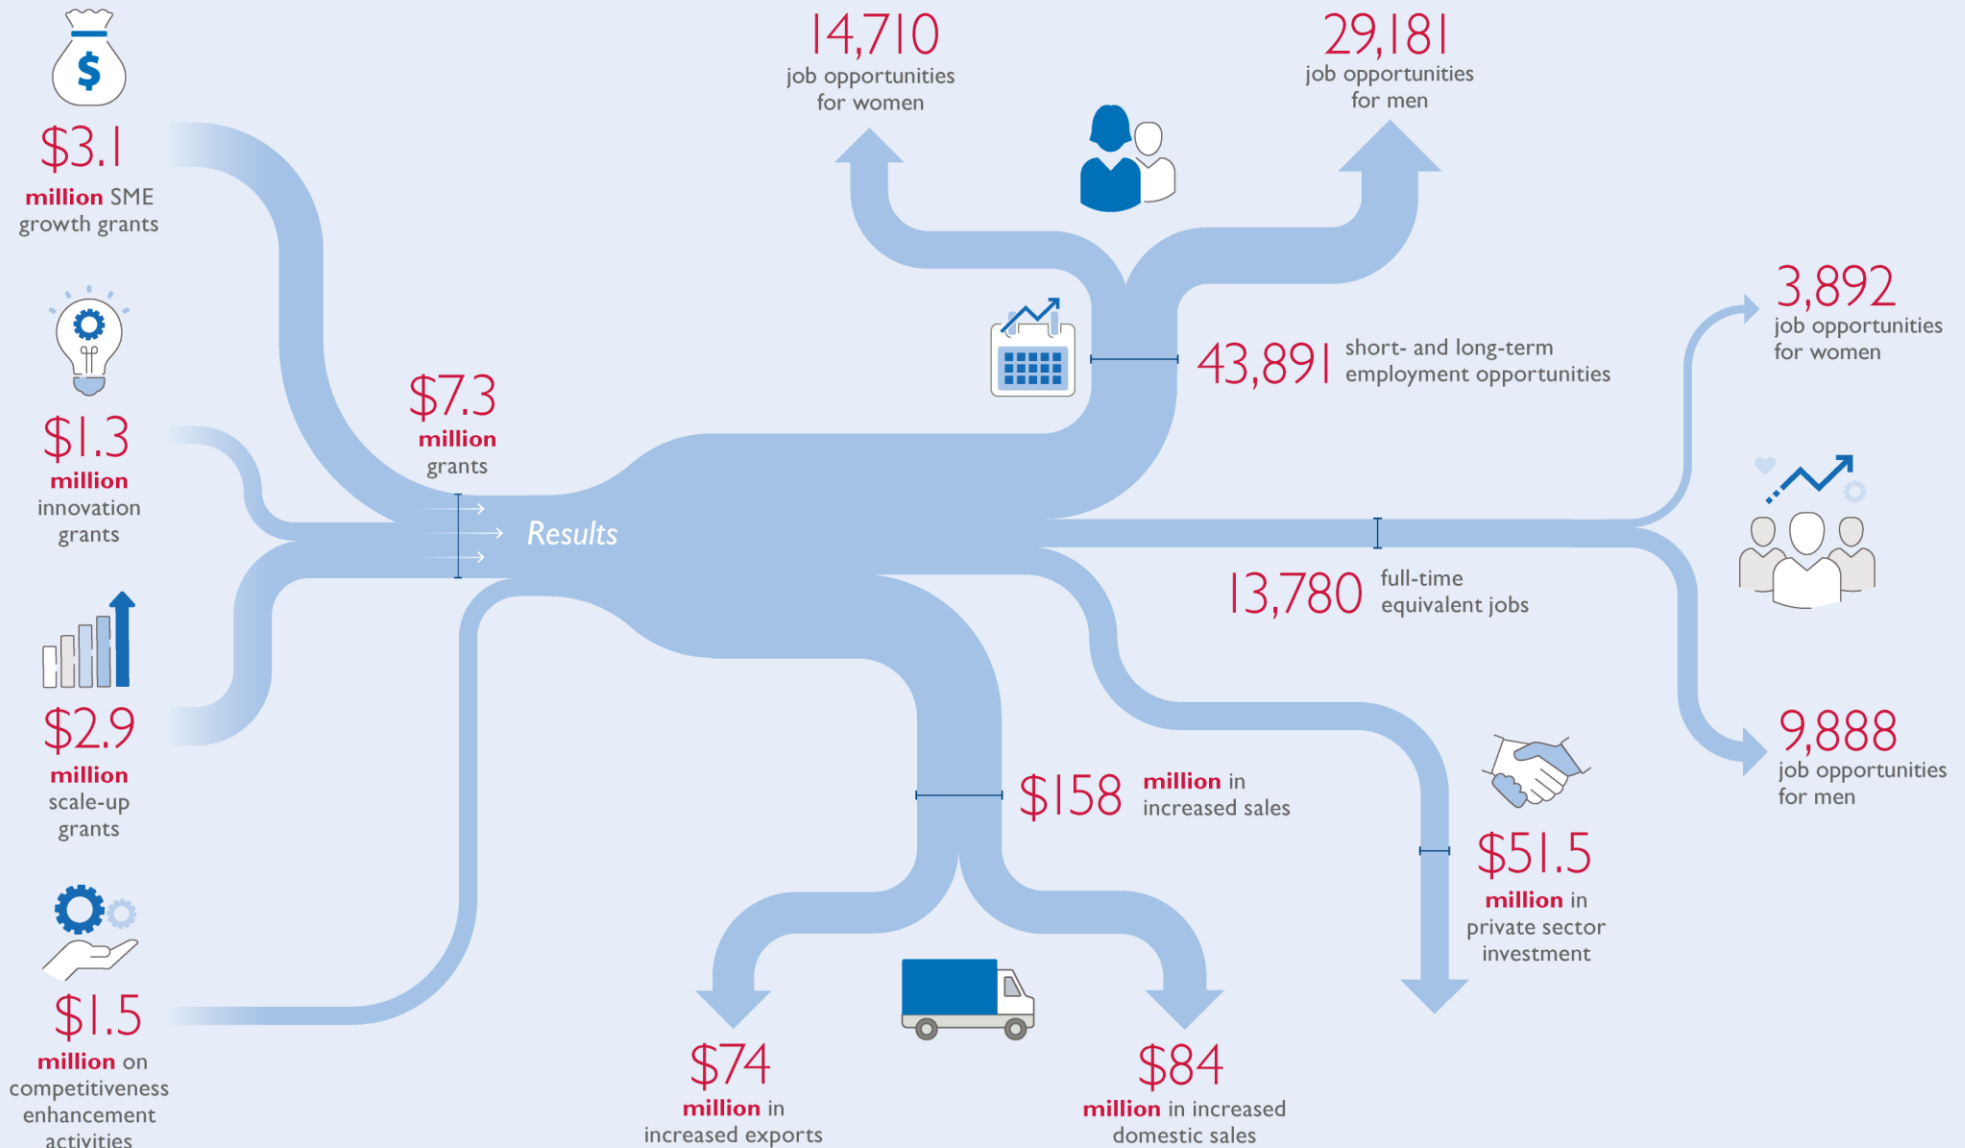 $
$3.1
million SME
growth grants
$1.3
million
innovation
grants
$2.9
million
scale-up
grants
$1.5
million on
competitiveness
enhancement
activities
$7.3
million
grants
Results
14,710
job opportunities
for women
29,181
job opportunities
for men
43,891
short- and long-term
employment opportunities
3,892
job opportunities
for women
13,780
full-time
equivalent jobs
9,888
job opportunities
for men
$158
million in
increased sales
$51.5
million in
private sector
investment
$74
million in
increased exports
$84
million in increased
domestic sales